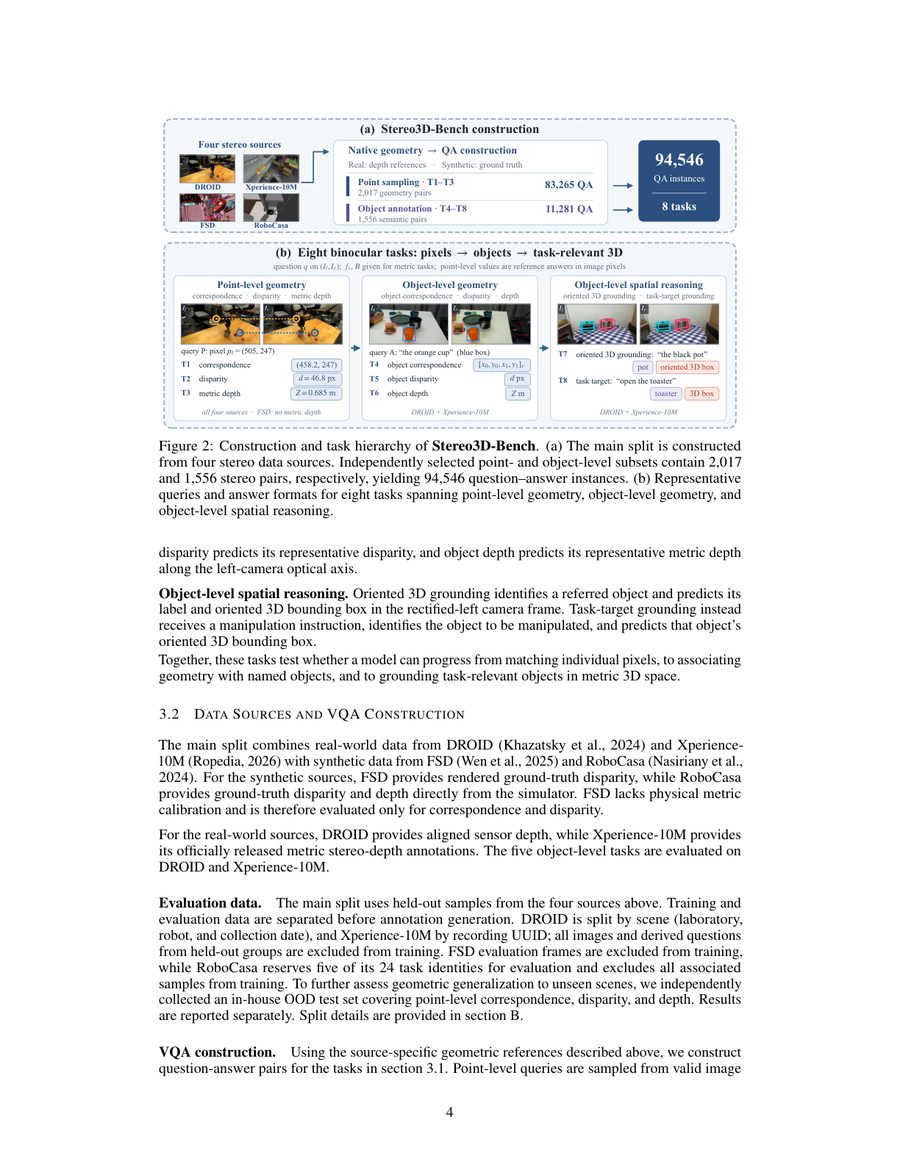 (a) Stereo3D-Bench construction
Four stereo sources
DROID
Xperience-10M
FSD
RoboCasa
Native geometry → QA construction
Real: depth references · Synthetic: ground truth
Point sampling · T1–T3
2,017 geometry pairs
83,265 QA
Object annotation · T4–T8
1,556 semantic pairs
11,281 QA
94,546
QA instances
8 tasks
(b) Eight binocular tasks: pixels → objects → task-relevant 3D
question q on (Iₗ, Iᵣ); fₓ, B given for metric tasks; point-level values are reference answers in image pixels
Point-level geometry
correspondence · disparity · metric depth
query P: pixel pₗ = (505, 247)
T1 correspondence (458.2, 247)
T2 disparity d = 46.8 px
T3 metric depth Z = 0.685 m
all four sources · FSD: no metric depth
Object-level geometry
object correspondence · disparity · depth
query A: “the orange cup” (blue box)
T4 object correspondence [x₀, y₀, x₁, y₁]ᵣ
T5 object disparity d px
T6 object depth Z m
DROID + Xperience-10M
Object-level spatial reasoning
oriented 3D grounding · task-target grounding
T7 oriented 3D grounding: “the black pot”
pot oriented 3D box
T8 task target: “open the toaster”
toaster 3D box
DROID + Xperience-10M
Figure 2: Construction and task hierarchy of Stereo3D-Bench. (a) The main split is constructed
from four stereo data sources. Independently selected point- and object-level subsets contain 2,017
and 1,556 stereo pairs, respectively, yielding 94,546 question–answer instances. (b) Representative
queries and answer formats for eight tasks spanning point-level geometry, object-level geometry, and
object-level spatial reasoning.
disparity predicts its representative disparity, and object depth predicts its representative metric depth
along the left-camera optical axis.
Object-level spatial reasoning. Oriented 3D grounding identifies a referred object and predicts its
label and oriented 3D bounding box in the rectified-left camera frame. Task-target grounding instead
receives a manipulation instruction, identifies the object to be manipulated, and predicts that object’s
oriented 3D bounding box.
Together, these tasks test whether a model can progress from matching individual pixels, to associating
geometry with named objects, and to grounding task-relevant objects in metric 3D space.
3.2 DATA SOURCES AND VQA CONSTRUCTION
The main split combines real-world data from DROID (Khazatsky et al., 2024) and Xperience-
10M (Ropedia, 2026) with synthetic data from FSD (Wen et al., 2025) and RoboCasa (Nasiriany et al.,
2024). For the synthetic sources, FSD provides rendered ground-truth disparity, while RoboCasa
provides ground-truth disparity and depth directly from the simulator. FSD lacks physical metric
calibration and is therefore evaluated only for correspondence and disparity.
For the real-world sources, DROID provides aligned sensor depth, while Xperience-10M provides
its officially released metric stereo-depth annotations. The five object-level tasks are evaluated on
DROID and Xperience-10M.
Evaluation data. The main split uses held-out samples from the four sources above. Training and
evaluation data are separated before annotation generation. DROID is split by scene (laboratory,
robot, and collection date), and Xperience-10M by recording UUID; all images and derived questions
from held-out groups are excluded from training. FSD evaluation frames are excluded from training,
while RoboCasa reserves five of its 24 task identities for evaluation and excludes all associated
samples from training. To further assess geometric generalization to unseen scenes, we independently
collected an in-house OOD test set covering point-level correspondence, disparity, and depth. Results
are reported separately. Split details are provided in section B.
VQA construction. Using the source-specific geometric references described above, we construct
question-answer pairs for the tasks in section 3.1. Point-level queries are sampled from valid image
4